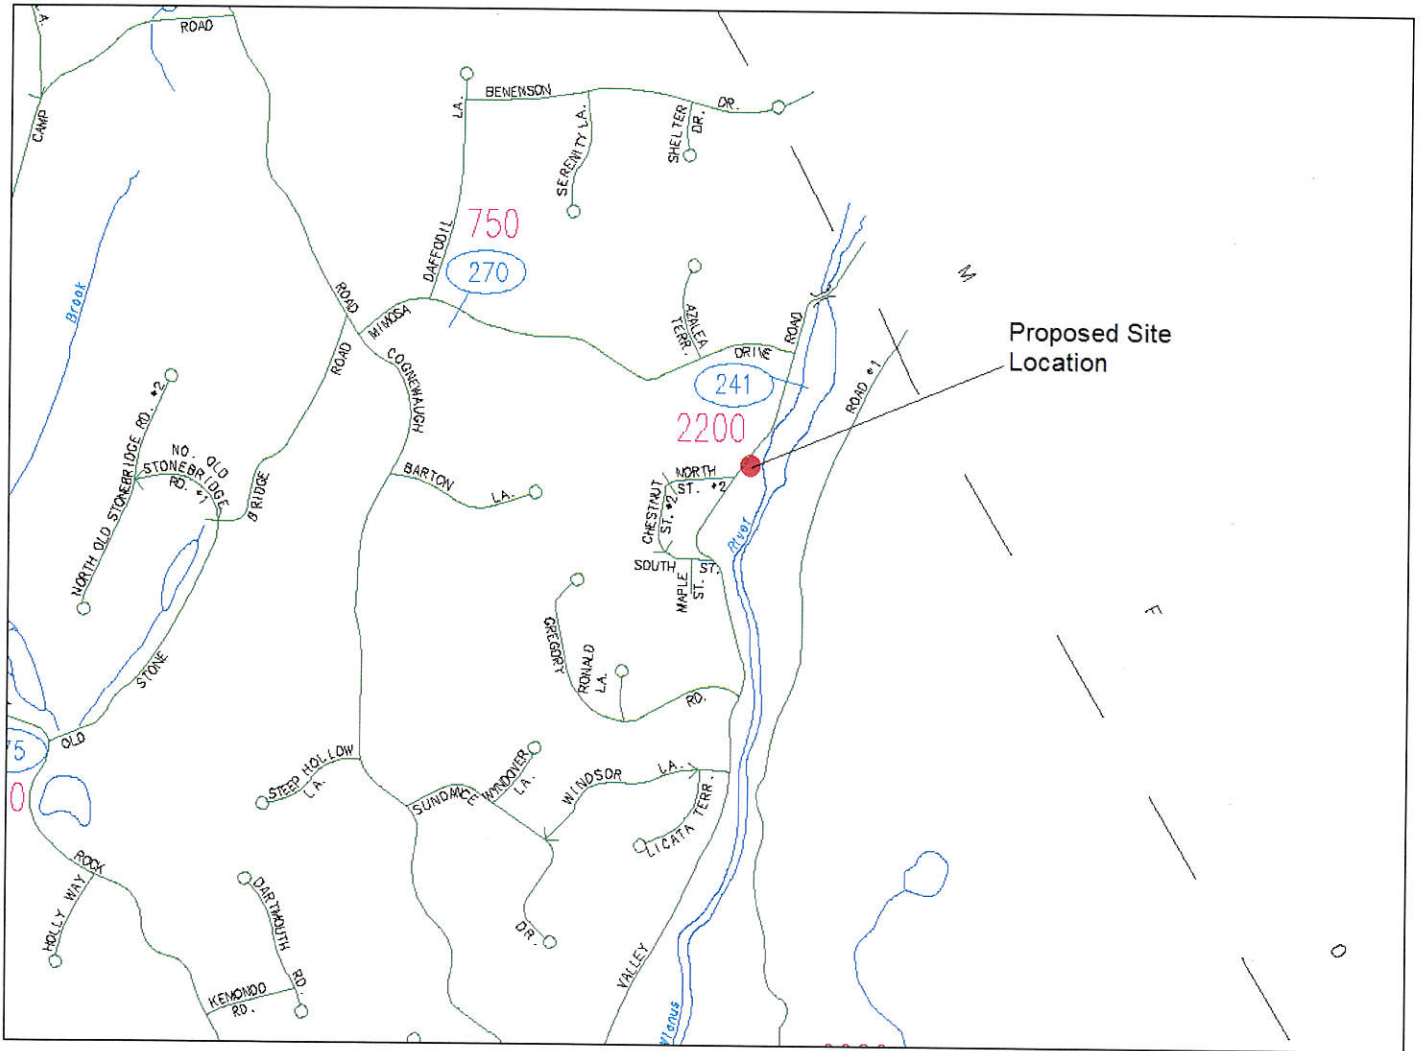 A.
ROAD
CAMP
LA.
BENENSON
DR.
SERENITY LA.
SHELTER
DR.
Brook
DAFFODIL
750
270
ROAD
MIMOSA
ROAD
COGNEWAUGH
AZALEA
TERR.
DRIVE
ROAD
241
2200
ROAD #1
M
Proposed Site
Location
NORTH OLD STONEBRIDGE RD. #2
NO. OLD
STONEBRIDGE
RD. #1
BRIDGE
BARTON
LA.
NORTH
ST. #2
CHESTNUT
ST. #2
River
SOUTH ST.
MAPLE
ST.
F
GREGORY
RONALD
LA.
RD.
STONE
OLD
75
0
STEEP HOLLOW
LA.
SUNDANCE
WYNDOVER
LA.
WINDSOR
LA.
LICATA TERR.
DR.
ROCK
HOLLY WAY
DARTMOUTH
RD.
KEMONDO
RD.
VALLEY
Mianus
O